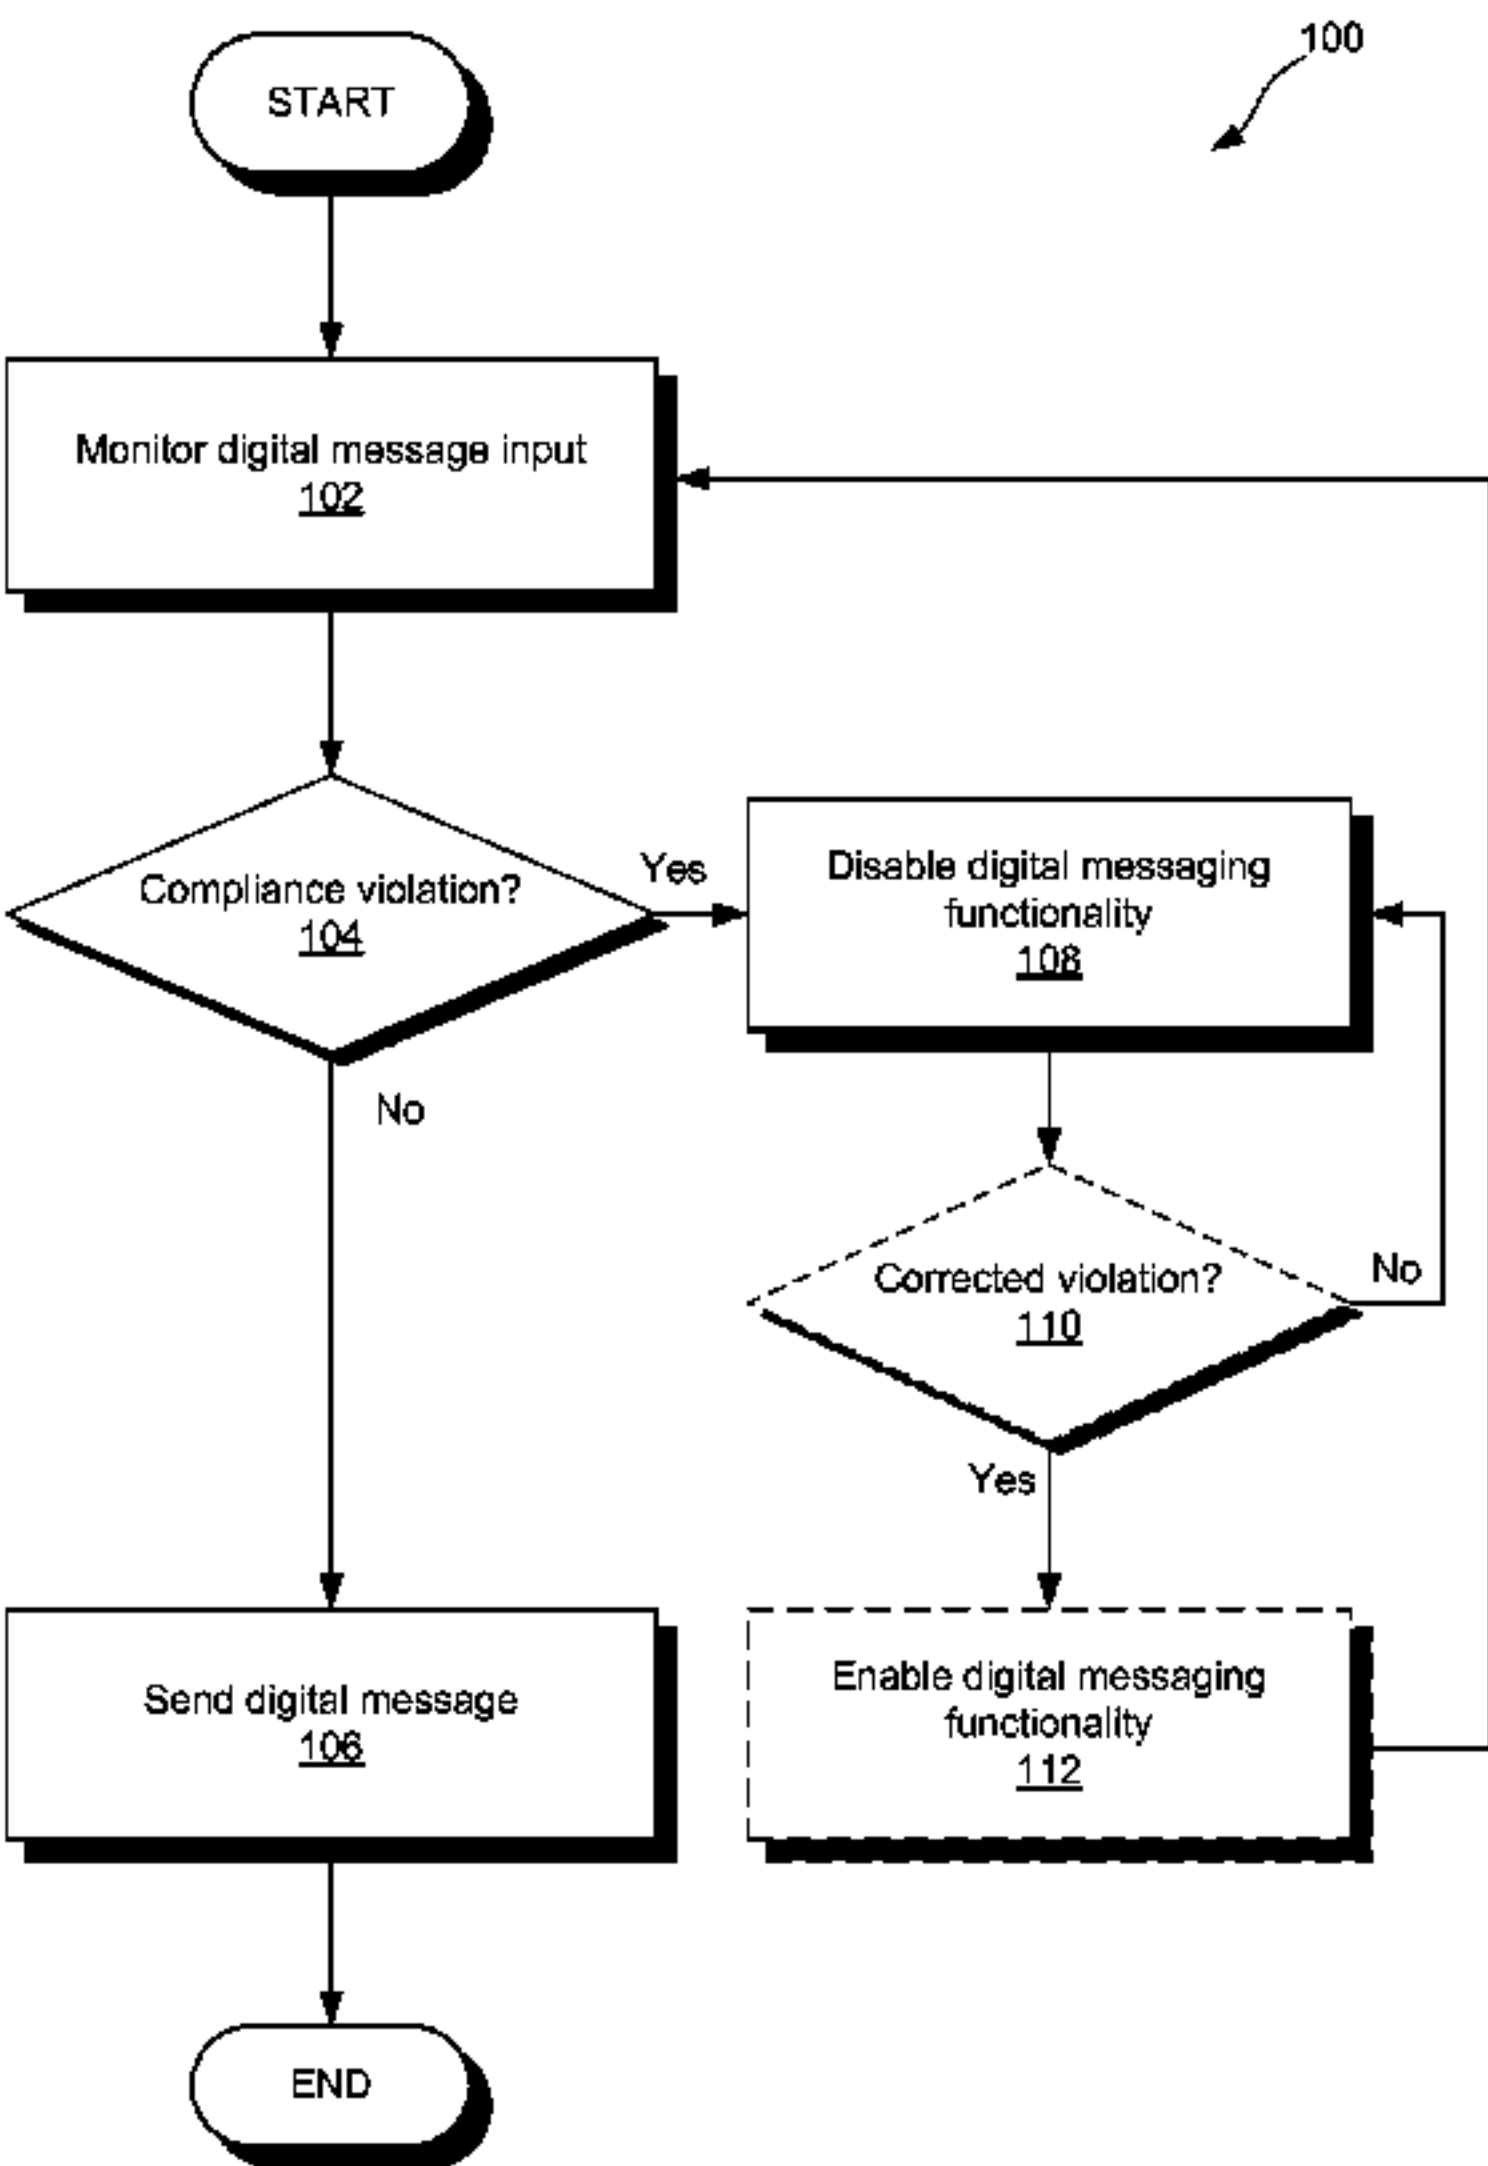 100
START
Monitor digital message input
102
Compliance violation?
104
Yes
No
Disable digital messaging
functionality
108
Corrected violation?
110
No
Yes
Send digital message
106
Enable digital messaging
functionality
112
END